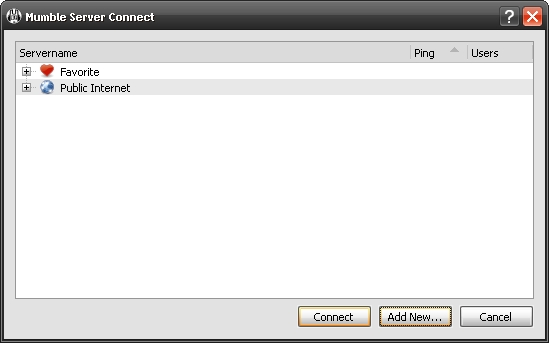 Mumble Server Connect
Servername Ping Users
Favorite
Public Internet
Connect Add New... Cancel